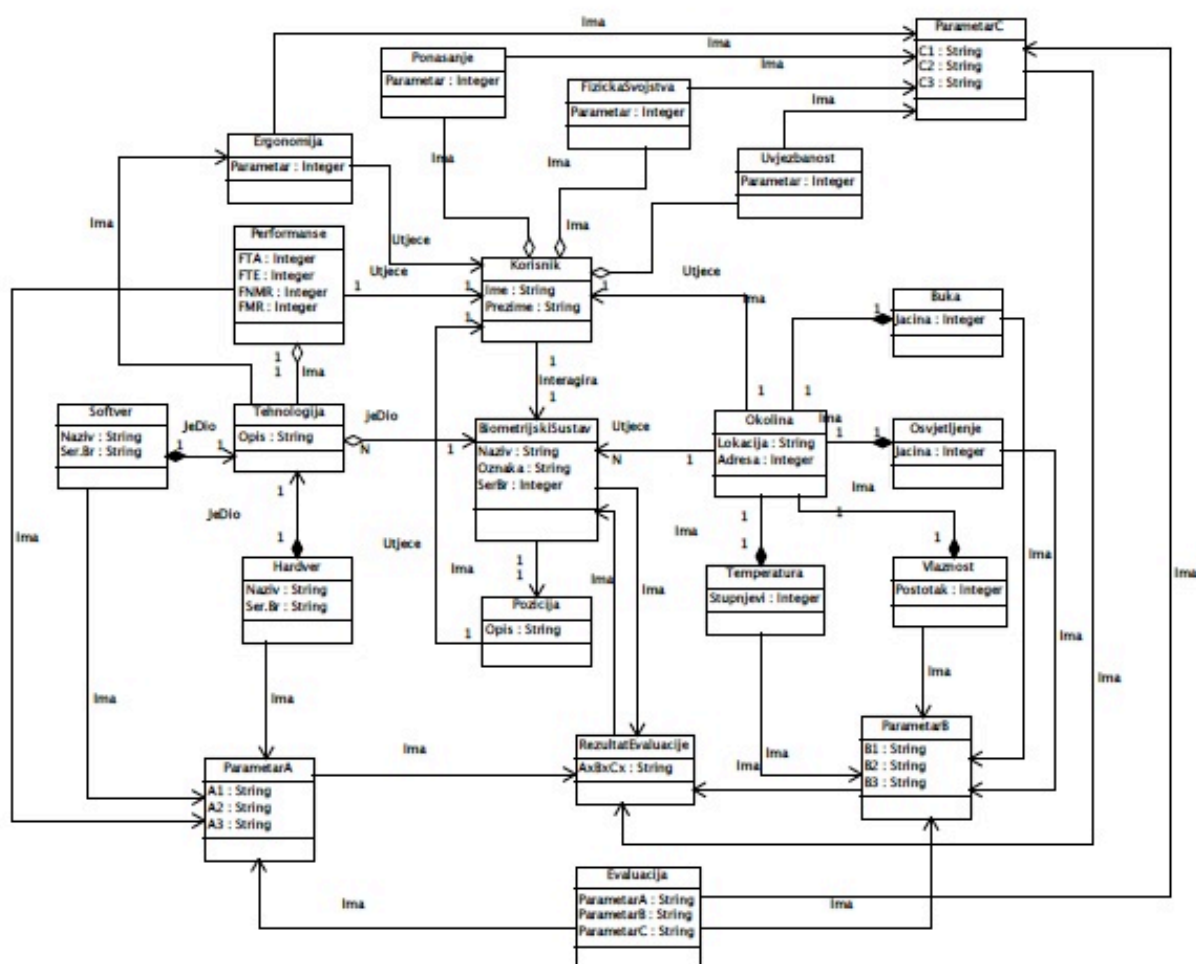 Ima
ParametarC
C1 : String
C2 : String
C3 : String
Ponasanje
Parametar : Integer
Ima
Ima
FizickaSvojstva
Parametar : Integer
Ima
Uvjezbanost
Parametar : Integer
Ergonomija
Parametar : Integer
Ima
Ima
Ima
Ima
Utjece
Performanse
FTA : Integer
FTE : Integer
FNMR : Integer
FMR : Integer
Utjece
1
1
Korisnik
Ime : String
Prezime : String
1
1
Utjece
Ima
Buka
Jacina : Integer
1
1
1
Ima
1
Interagira
1
Softver
Naziv : String
Ser.Br : String
JeDio
1
1
Tehnologija
Opis : String
JeDio
N
1
BiometrijskiSustav
Naziv : String
Oznaka : String
SerBr : Integer
Utjece
N
1
1
1
Okolina
Lokacija : String
Adresa : Integer
Ima
1
1
Osvjetljenje
Jacina : Integer
Ima
1
1
1
JeDio
1
Hardver
Naziv : String
Ser.Br : String
Utjece
Ima
1
1
1
Pozicija
Opis : String
Ima
Ima
1
1
Temperatura
Stupnjevi : Integer
Vlaznost
Postotak : Integer
Ima
Ima
Ima
Ima
Ima
Ima
Ima
Ima
Ima
ParametarA
A1 : String
A2 : String
A3 : String
Ima
RezultatEvaluacije
AxBxCx : String
Ima
Ima
ParametarB
B1 : String
B2 : String
B3 : String
Evaluacija
ParametarA : String
ParametarB : String
ParametarC : String
Ima
Ima